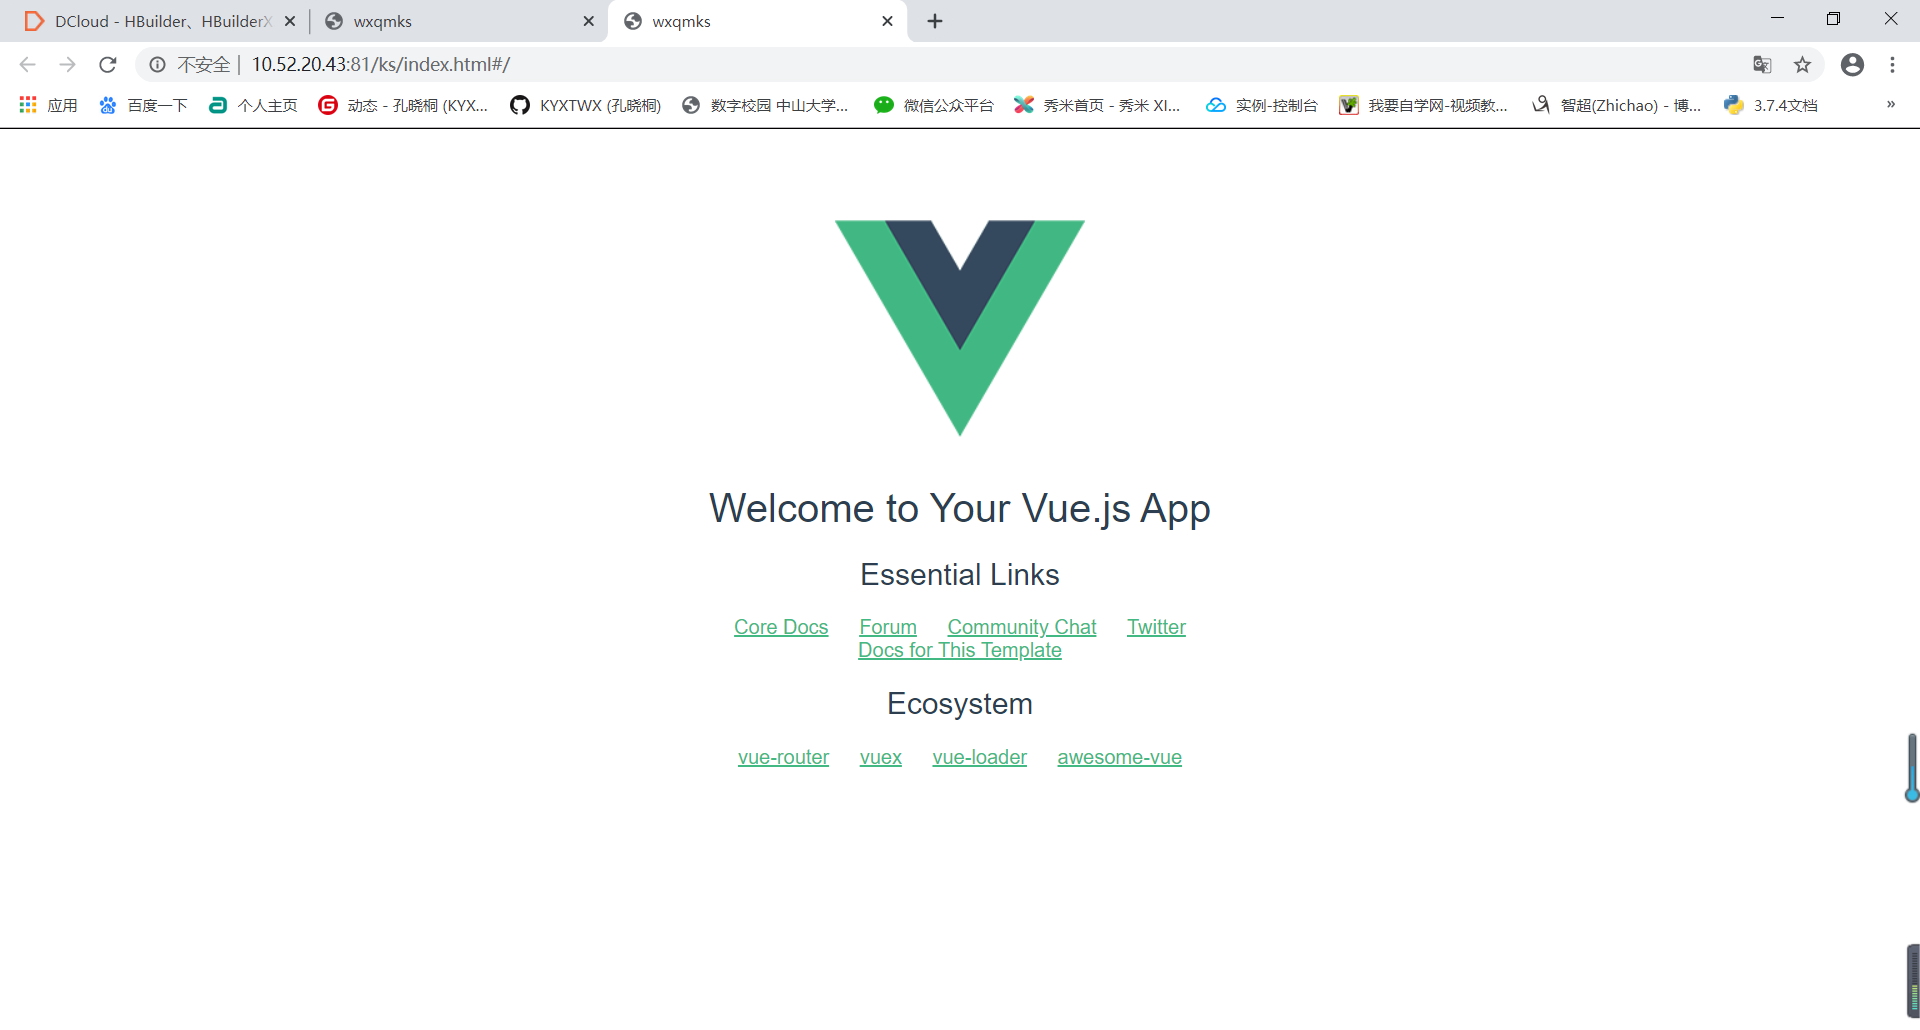 DCloud - HBuilder、HBuilderX
wxqmks
wxqmks
不安全 | 10.52.20.43:81/ks/index.html#/
应用 百度一下 个人主页 动态 - 孔晓桐 (KYX... KYXTWX (孔晓桐) 数字校园 中山大学... 微信公众平台 秀米首页 - 秀米 XI... 实例-控制台 我要自学网-视频教... 智超(Zhichao) - 博... 3.7.4文档 »
Welcome to Your Vue.js App
Essential Links
Core Docs Forum Community Chat Twitter
Docs for This Template
Ecosystem
vue-router vuex vue-loader awesome-vue